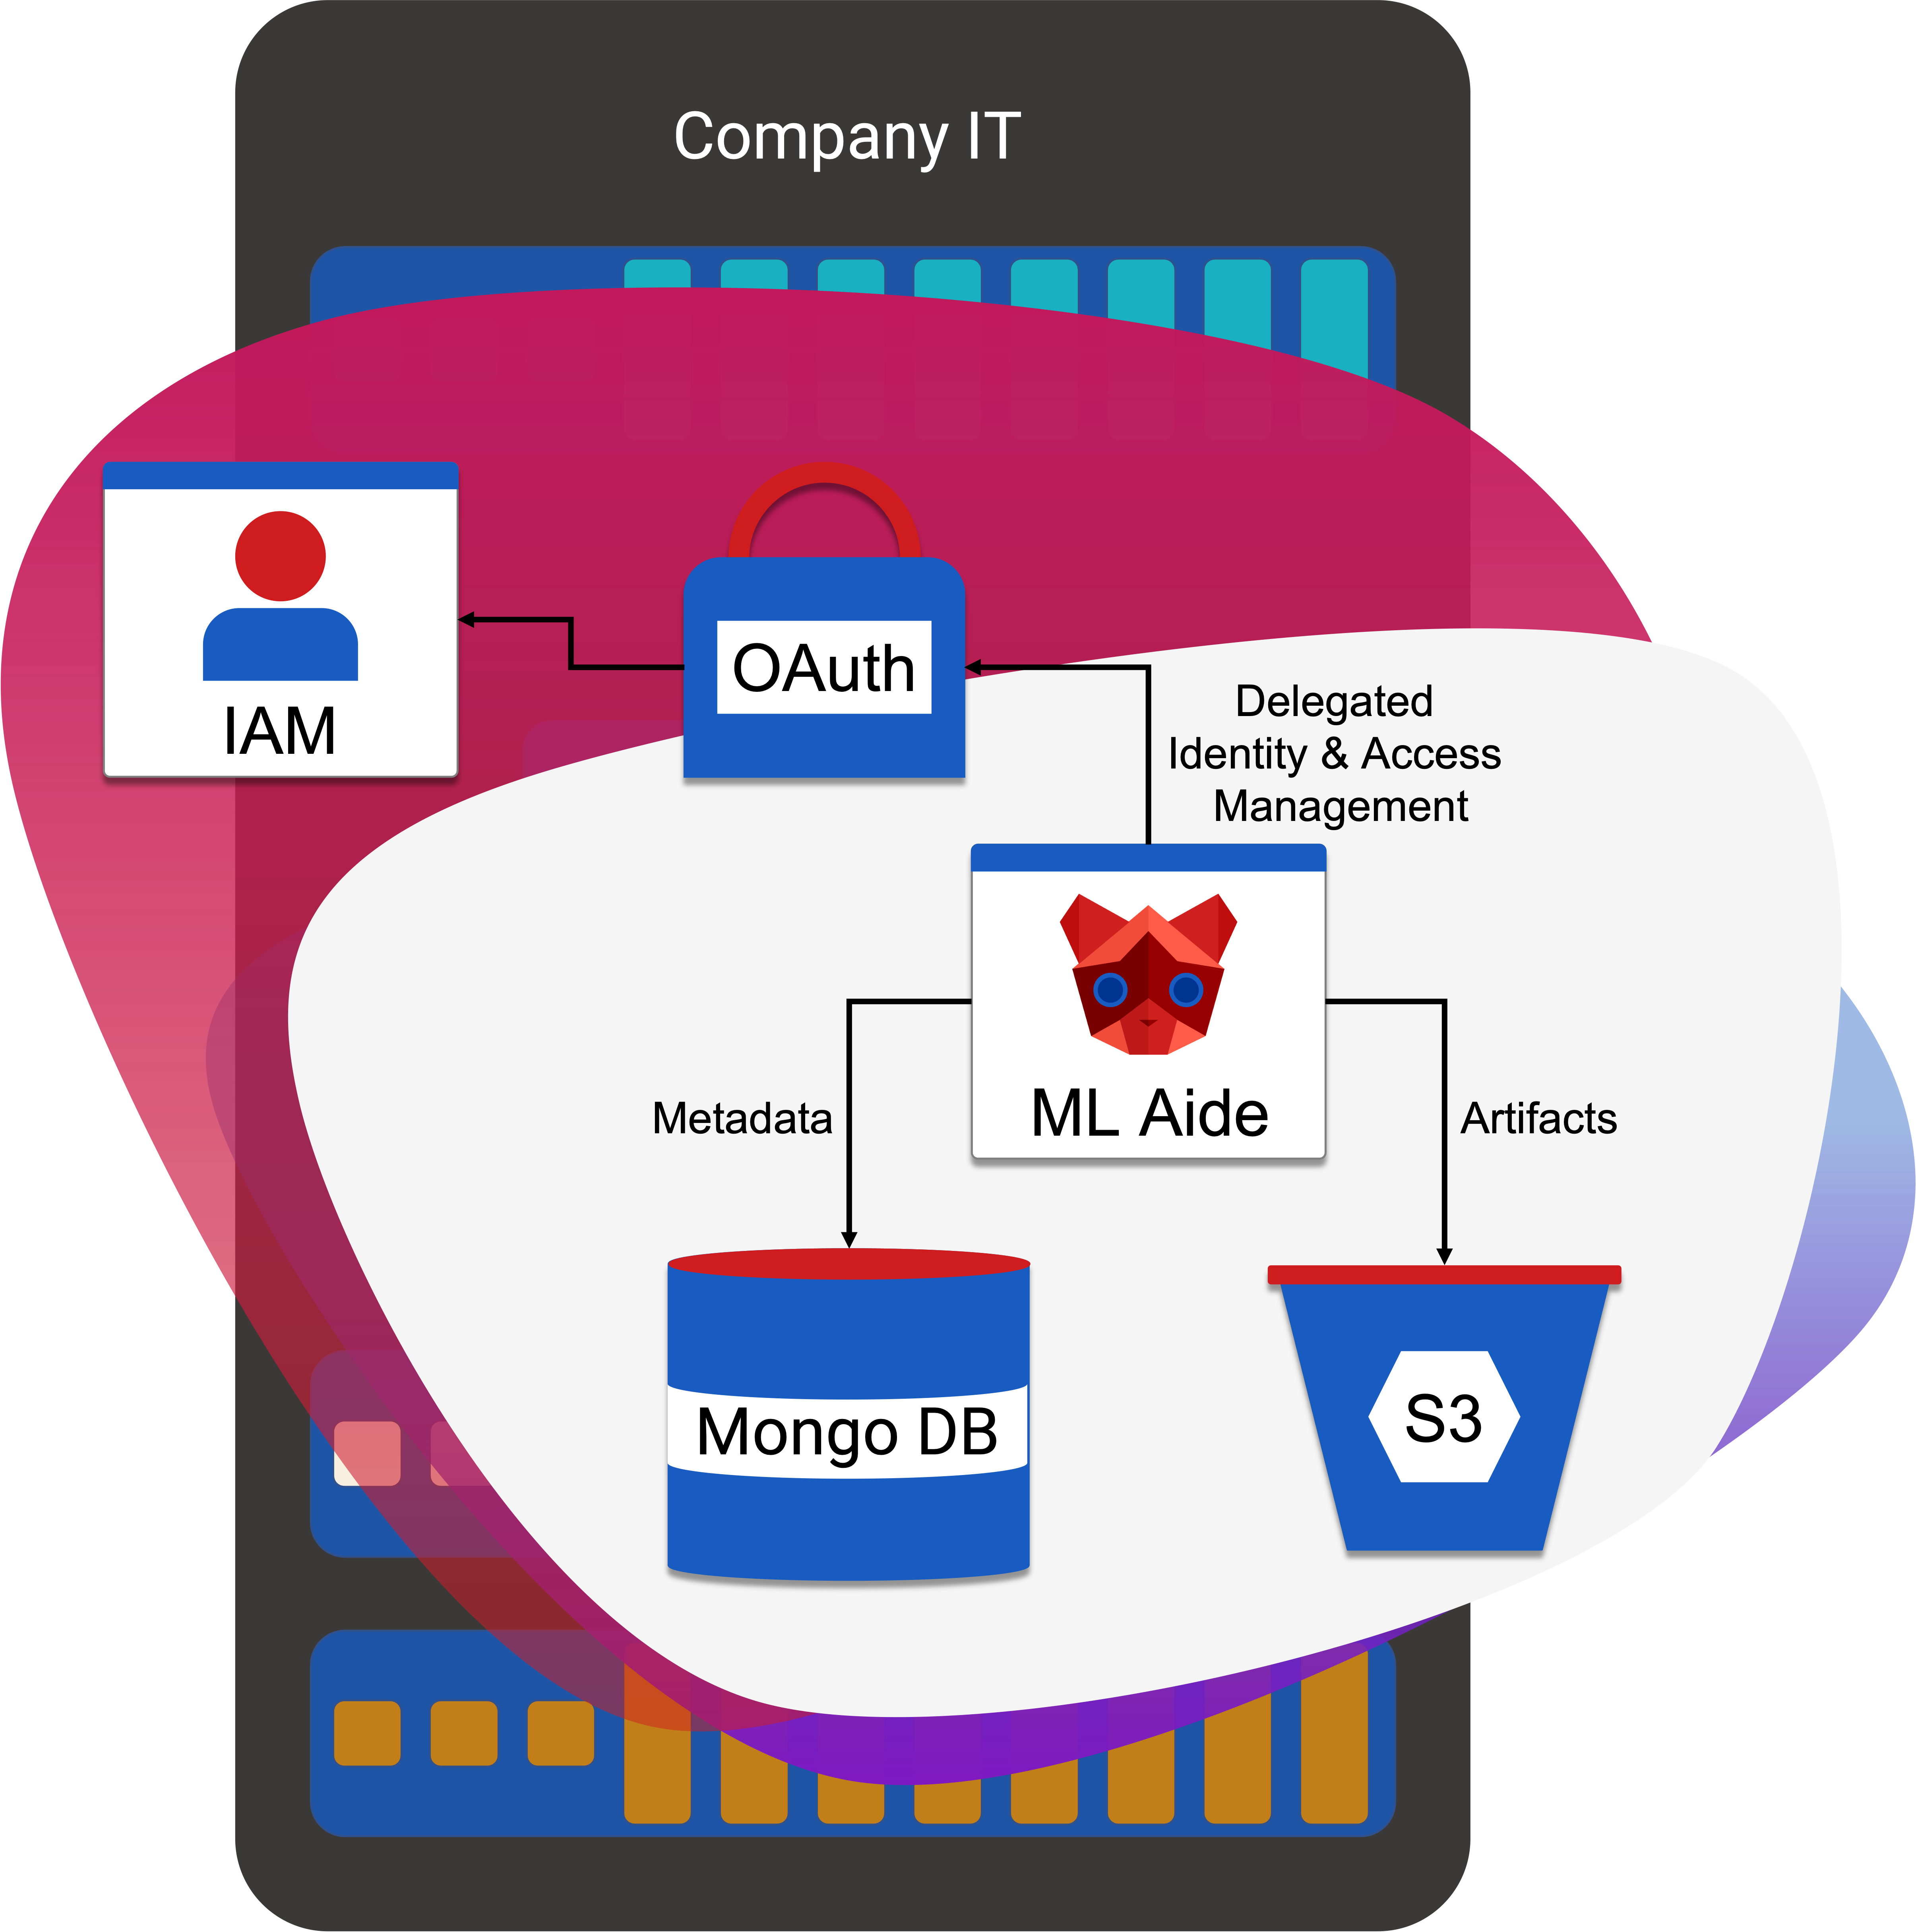 Company IT
IAM
OAuth
Delegated
Identity & Access
Management
ML Aide
Metadata
Artifacts
Mongo DB
S3